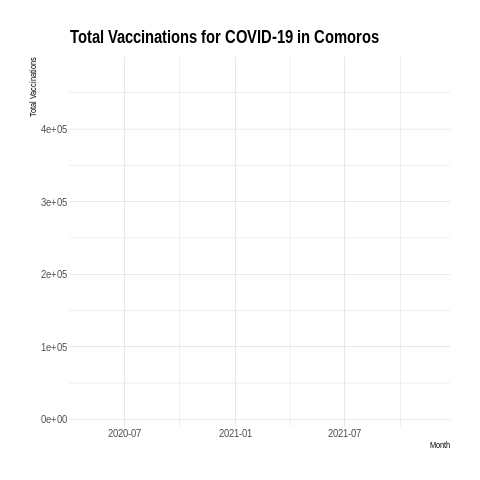 Total Vaccinations for COVID-19 in Comoros
Total Vaccinations
4e+05
3e+05
2e+05
1e+05
0e+00
2020-07 2021-01 2021-07
Month